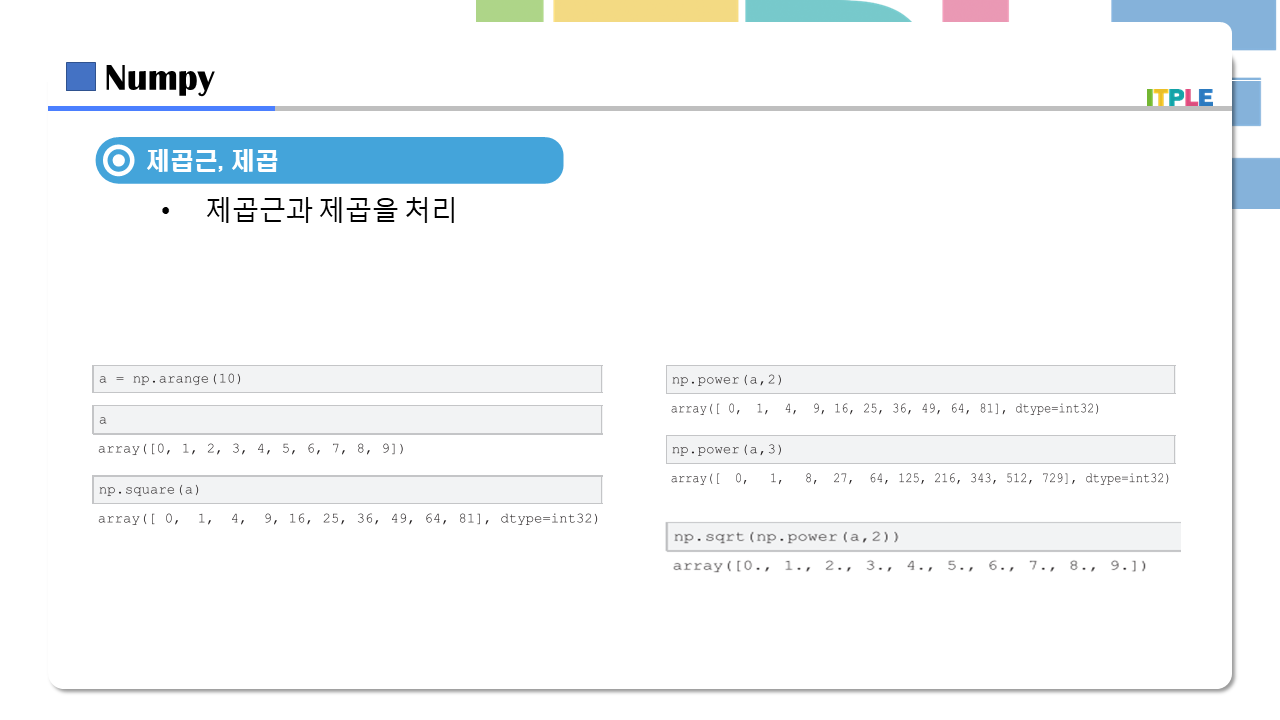 Numpy
ITPLE
제곱근, 제곱
• 제곱근과 제곱을 처리
a = np.arange(10)
a
array([0, 1, 2, 3, 4, 5, 6, 7, 8, 9])
np.square(a)
array([ 0,  1,  4,  9, 16, 25, 36, 49, 64, 81], dtype=int32)
np.power(a,2)
array([ 0,  1,  4,  9, 16, 25, 36, 49, 64, 81], dtype=int32)
np.power(a,3)
array([  0,   1,   8,  27,  64, 125, 216, 343, 512, 729], dtype=int32)
np.sqrt(np.power(a,2))
array([0., 1., 2., 3., 4., 5., 6., 7., 8., 9.])